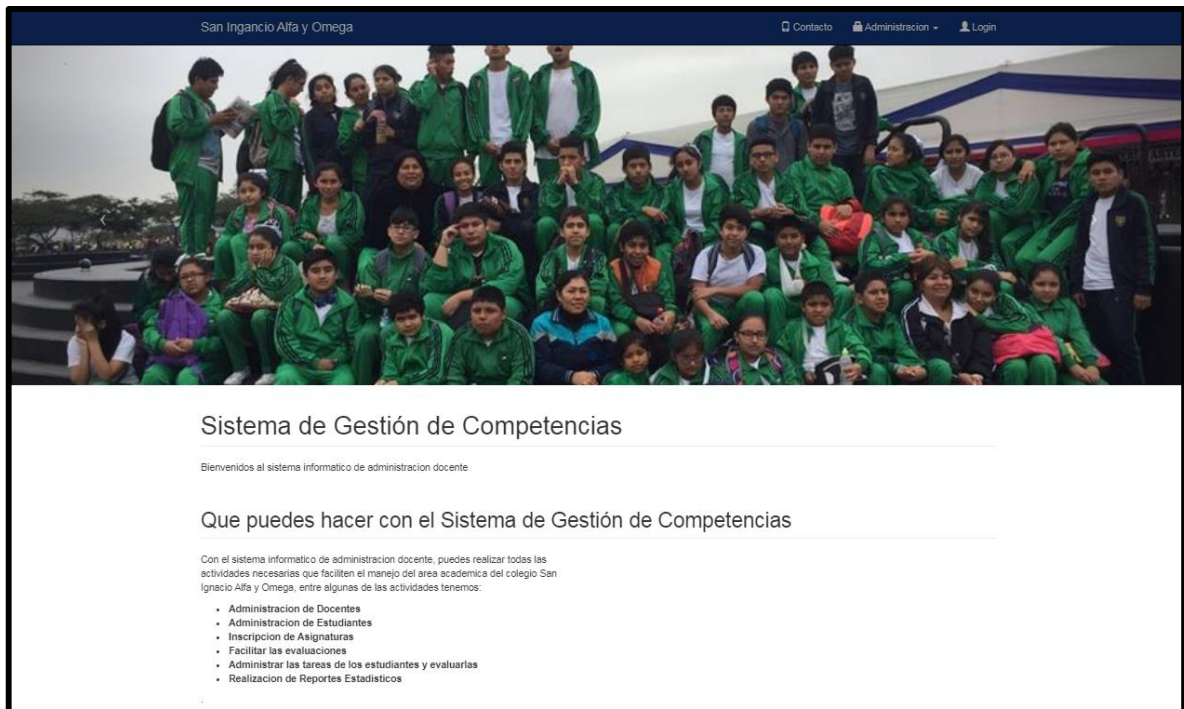 San Ingancio Alfa y Omega
Contacto Administracion Login
Sistema de Gestión de Competencias
Bienvenidos al sistema informatico de administracion docente
Que puedes hacer con el Sistema de Gestión de Competencias
Con el sistema informatico de administracion docente, puedes realizar todas las
actividades necesarias que faciliten el manejo del area academica del colegio San
Ignacio Alfa y Omega, entre algunas de las actividades tenemos:
• Administracion de Docentes
• Administracion de Estudiantes
• Inscripcion de Asignaturas
• Facilitar las evaluaciones
• Administrar las tareas de los estudiantes y evaluarlas
• Realizacion de Reportes Estadisticos
.